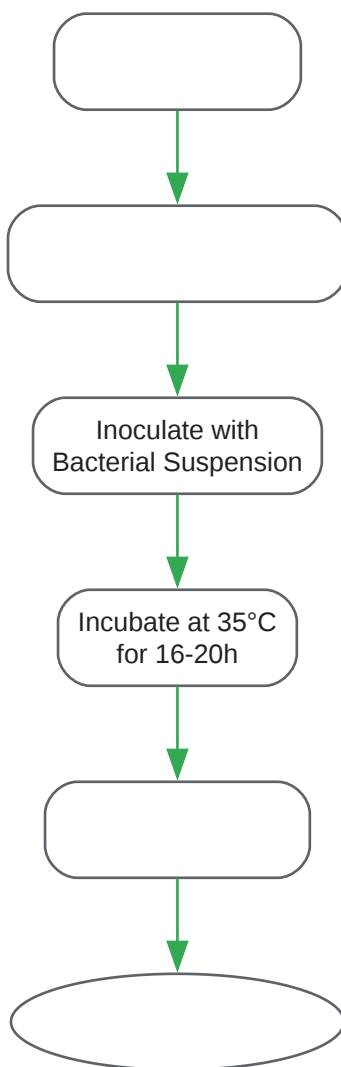 Inoculate with
Bacterial Suspension
Incubate at 35°C
for 16-20h